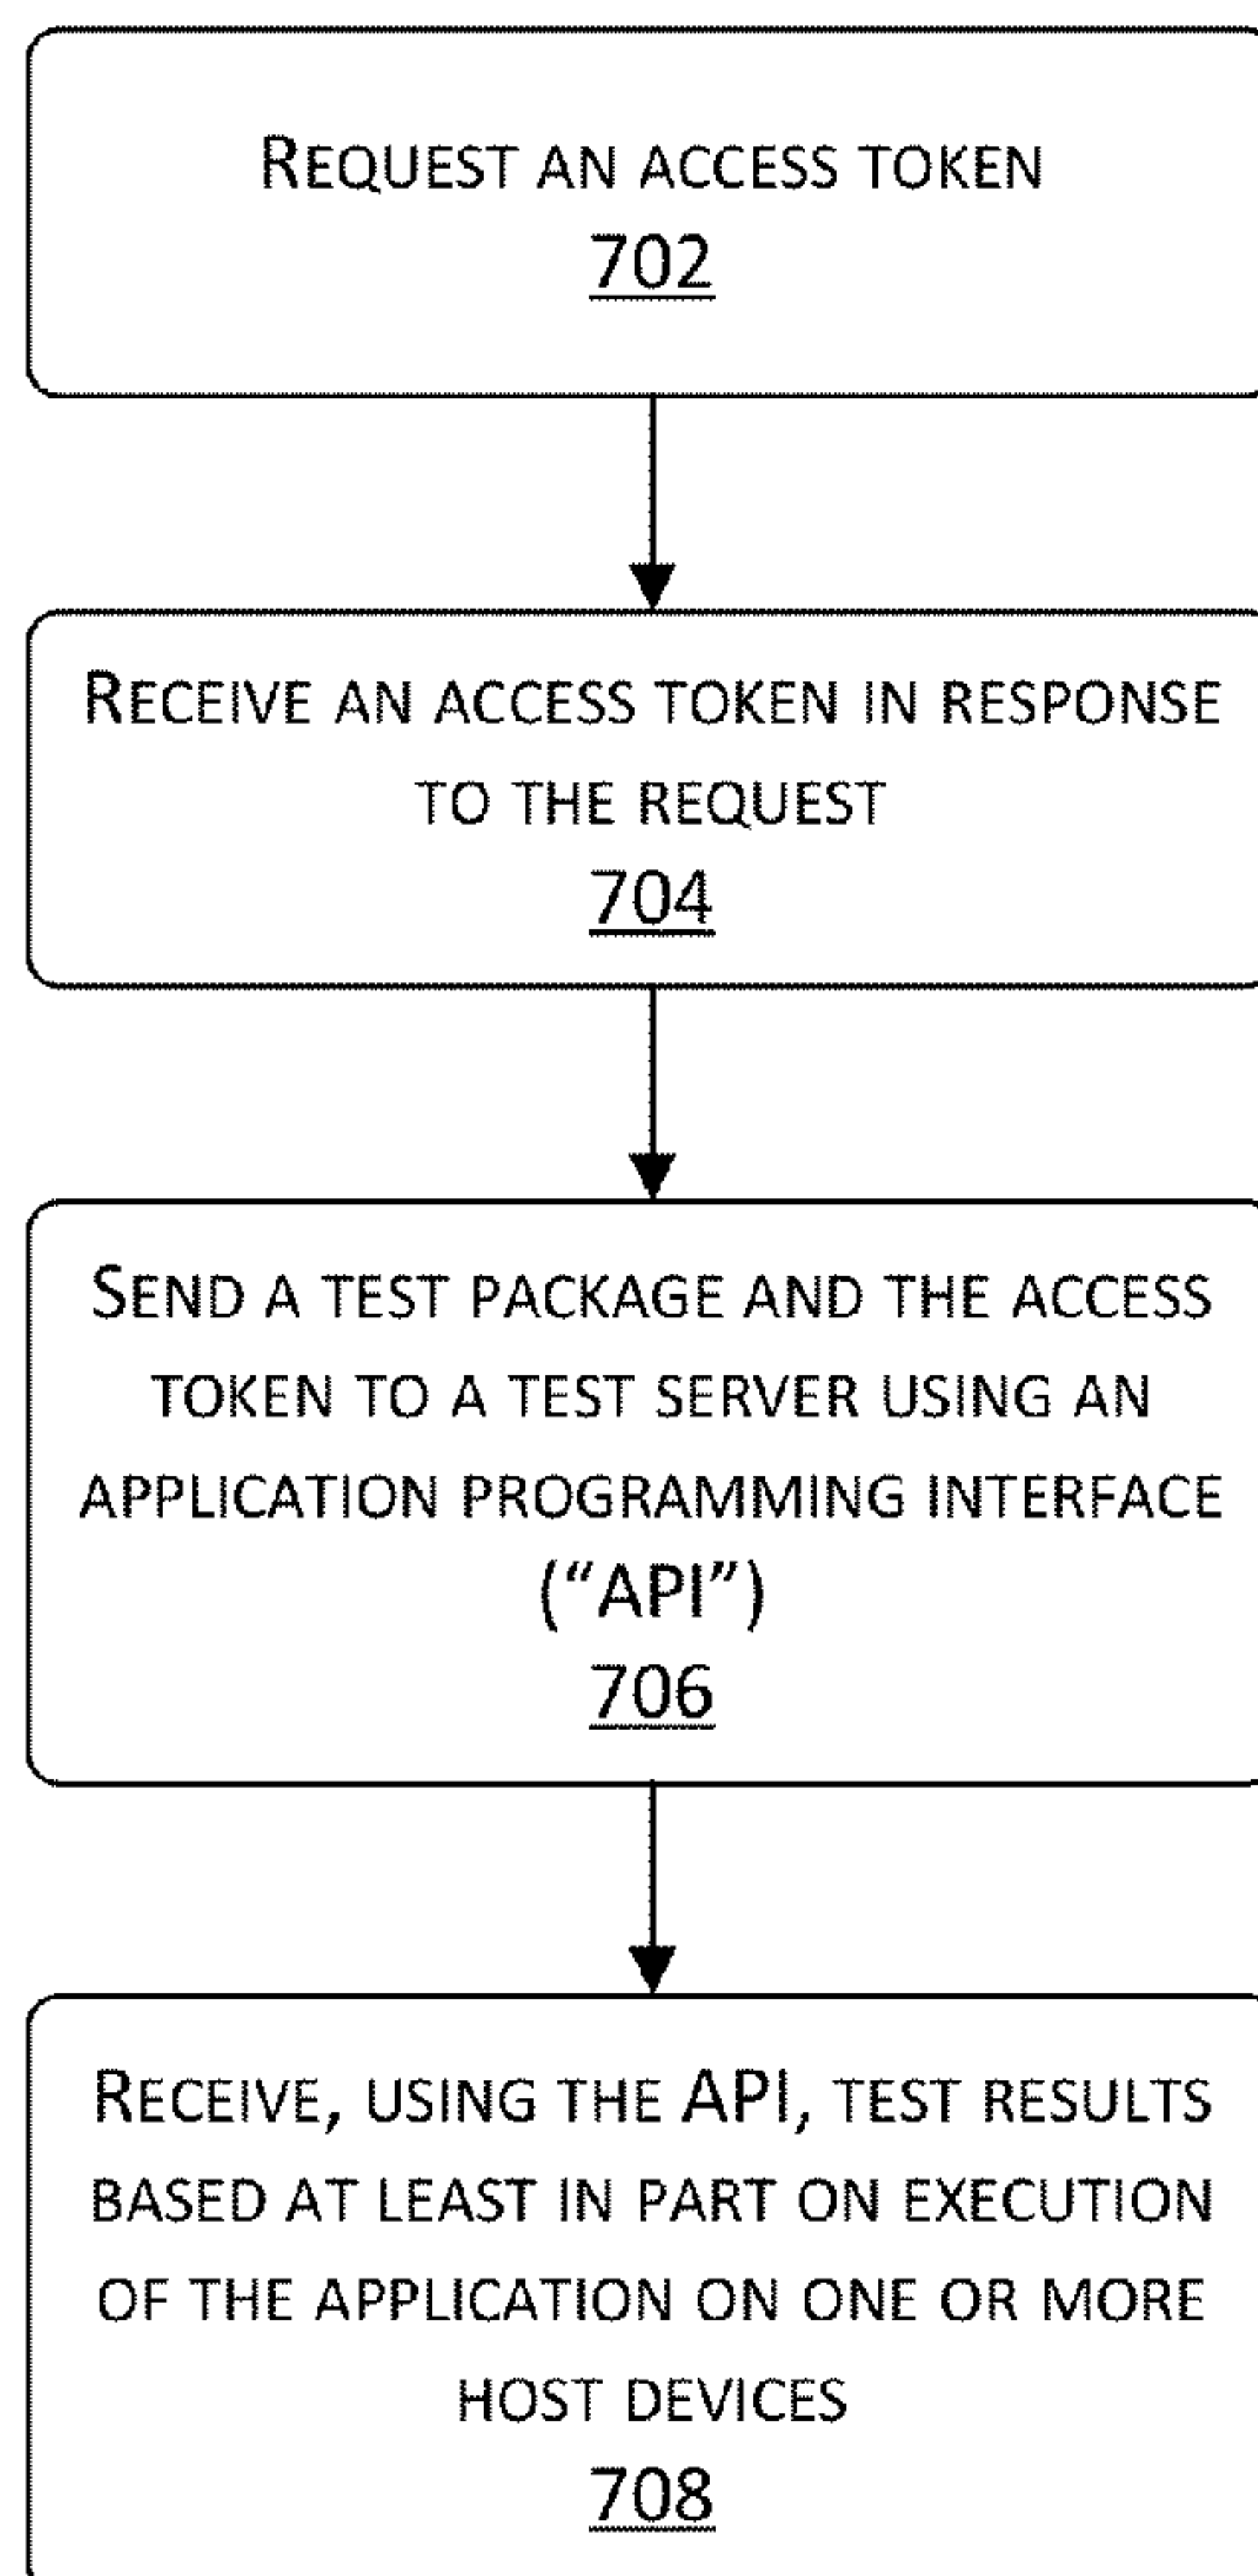 REQUEST AN ACCESS TOKEN
702
RECEIVE AN ACCESS TOKEN IN RESPONSE
TO THE REQUEST
704
SEND A TEST PACKAGE AND THE ACCESS
TOKEN TO A TEST SERVER USING AN
APPLICATION PROGRAMMING INTERFACE
(“API”)
706
RECEIVE, USING THE API, TEST RESULTS
BASED AT LEAST IN PART ON EXECUTION
OF THE APPLICATION ON ONE OR MORE
HOST DEVICES
708